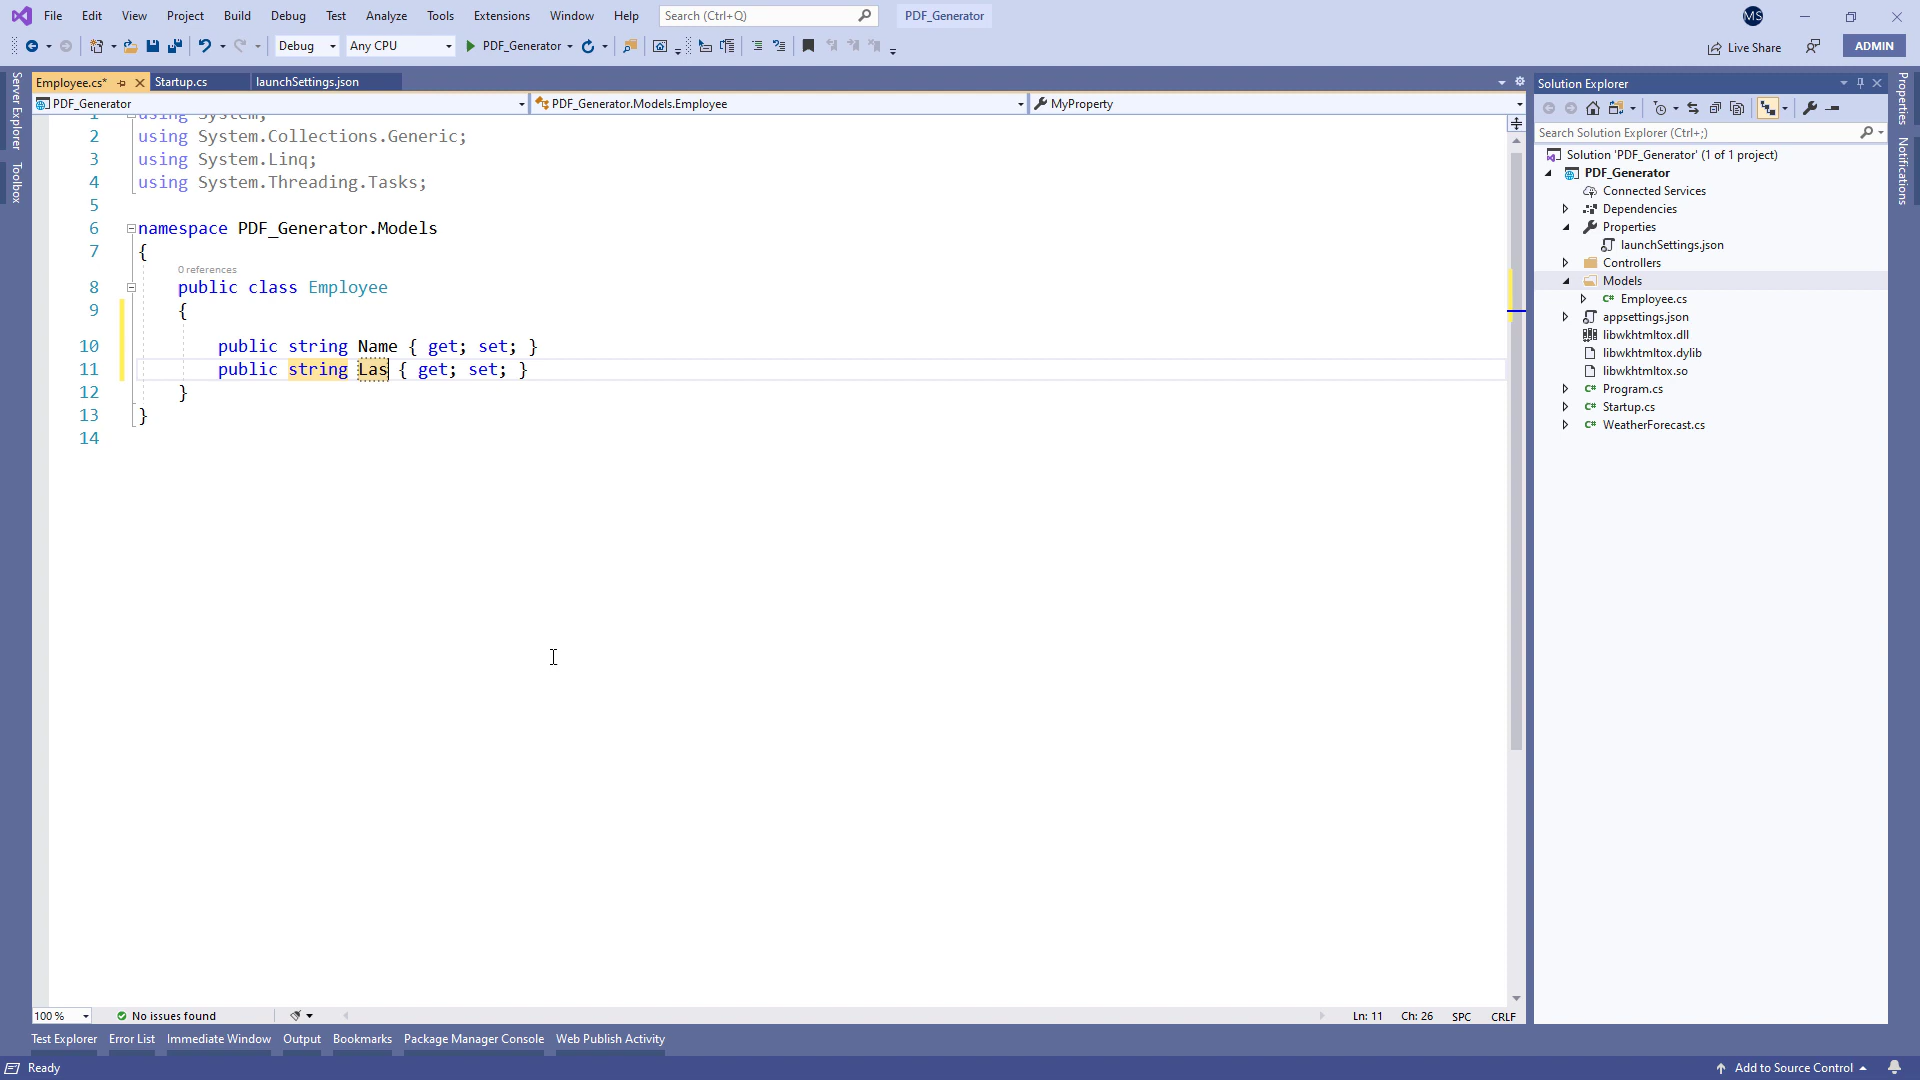 File Edit View Project Build Debug Test Analyze Tools Extensions Window Help Search (Ctrl+Q) PDF_Generator MS
Debug Any CPU PDF_Generator Live Share ADMIN
Server Explorer
Toolbox
Employee.cs* Startup.cs launchSettings.json
PDF_Generator PDF_Generator.Models.Employee MyProperty
1 using System;
2 using System.Collections.Generic;
3 using System.Linq;
4 using System.Threading.Tasks;
5
6 namespace PDF_Generator.Models
7 {
0 references
8 public class Employee
9 {
10 public string Name { get; set; }
11 public string Las { get; set; }
12 }
13 }
14
Solution Explorer
Search Solution Explorer (Ctrl+;)
Solution 'PDF_Generator' (1 of 1 project)
PDF_Generator
Connected Services
Dependencies
Properties
launchSettings.json
Controllers
Models
Employee.cs
appsettings.json
libwkhtmltox.dll
libwkhtmltox.dylib
libwkhtmltox.so
Program.cs
Startup.cs
WeatherForecast.cs
Properties
Notifications
100 % No issues found Ln: 11 Ch: 26 SPC CRLF
Test Explorer Error List Immediate Window Output Bookmarks Package Manager Console Web Publish Activity
Ready Add to Source Control